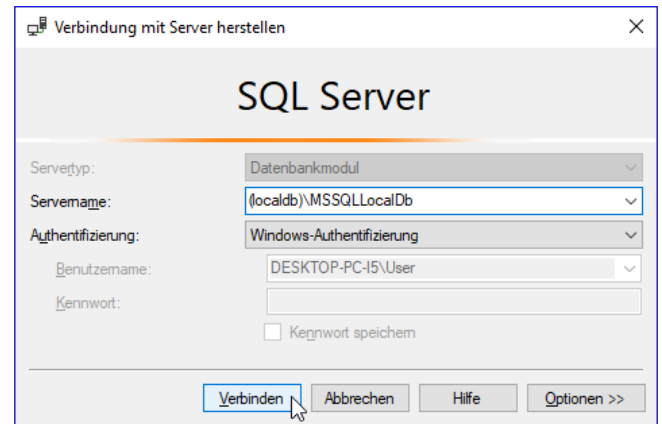 Verbindung mit Server herstellen
SQL Server
Servertyp: Datenbankmodul
Servername: (localdb)\MSSQLLocalDb
Authentifizierung: Windows-Authentifizierung
Benutzername: DESKTOP-PC-I5\User
Kennwort:
Kennwort speichern
Verbinden Abbrechen Hilfe Optionen >>